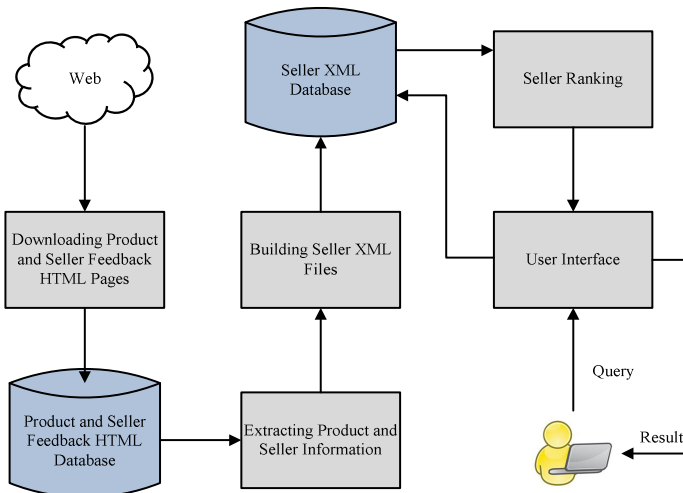 Web
Downloading Product
and Seller Feedback
HTML Pages
Product and Seller
Feedback HTML
Database
Extracting Product and
Seller Information
Building Seller XML
Files
Seller XML
Database
Seller Ranking
User Interface
Query
Result